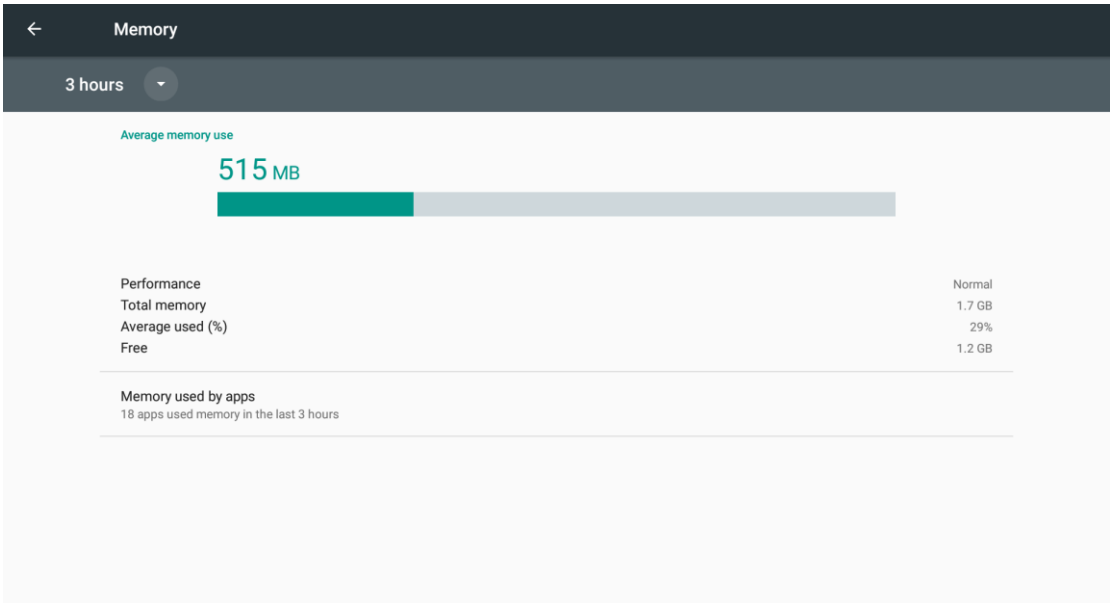 Memory
3 hours
Average memory use
515 MB
Performance Normal
Total memory 1.7 GB
Average used (%) 29%
Free 1.2 GB
Memory used by apps
18 apps used memory in the last 3 hours